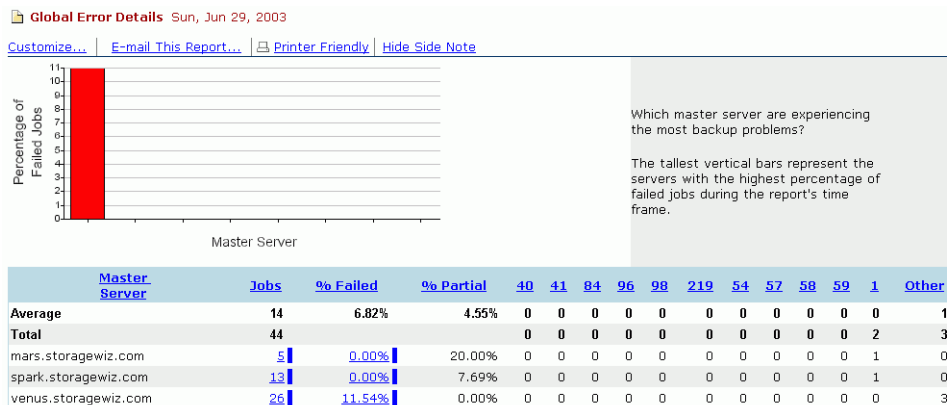 Global Error Details Sun, Jun 29, 2003
Customize... E-mail This Report... Printer Friendly Hide Side Note
Percentage of
Failed Jobs
11
10
9
8
7
6
5
4
3
2
1
0
Master Server
Which master server are experiencing
the most backup problems?
The tallest vertical bars represent the
servers with the highest percentage of
failed jobs during the report's time
frame.
Master
Server Jobs % Failed % Partial 40 41 84 96 98 219 54 57 58 59 1 Other
Average 14 6.82% 4.55% 0 0 0 0 0 0 0 0 0 0 0 1
Total 44 0 0 0 0 0 0 0 0 0 0 2 3
mars.storagewiz.com 5 0.00% 20.00% 0 0 0 0 0 0 0 0 0 0 1 0
spark.storagewiz.com 13 0.00% 7.69% 0 0 0 0 0 0 0 0 0 0 1 0
venus.storagewiz.com 26 11.54% 0.00% 0 0 0 0 0 0 0 0 0 0 0 3